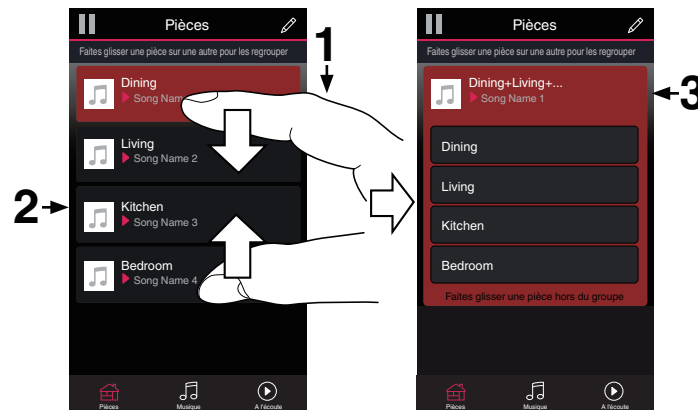 Pièces
Faites glisser une pièce sur une autre pour les regrouper
1
Dining
Song Nam
Living
Song Name 2
2
Kitchen
Song Name 3
Bedroom
Song Name 4
Pièces
Musique
A l'écoute
Pièces
Faites glisser une pièce sur une autre pour les regrouper
Dining+Living+...
Song Name 1
3
Dining
Living
Kitchen
Bedroom
Faites glisser une pièce hors du groupe
Pièces
Musique
A l'écoute